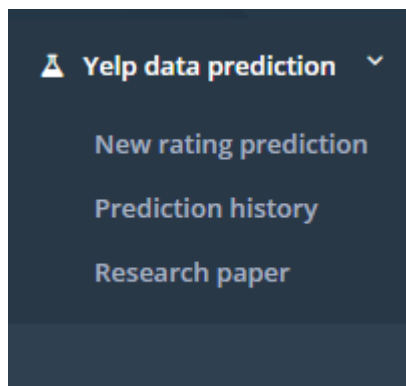 Yelp data prediction
New rating prediction
Prediction history
Research paper